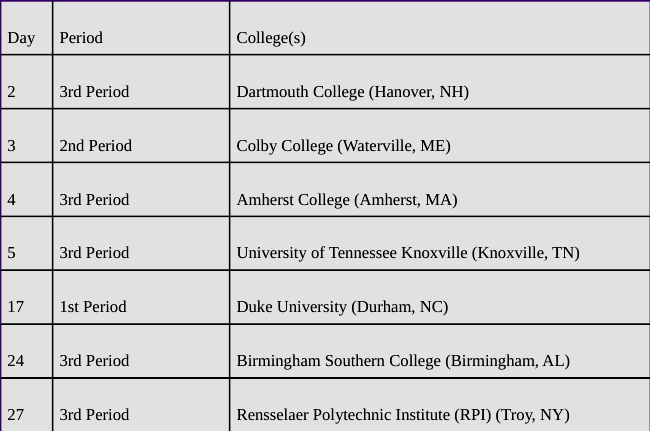 Day Period College(s)
2 3rd Period Dartmouth College (Hanover, NH)
3 2nd Period Colby College (Waterville, ME)
4 3rd Period Amherst College (Amherst, MA)
5 3rd Period University of Tennessee Knoxville (Knoxville, TN)
17 1st Period Duke University (Durham, NC)
24 3rd Period Birmingham Southern College (Birmingham, AL)
27 3rd Period Rensselaer Polytechnic Institute (RPI) (Troy, NY)